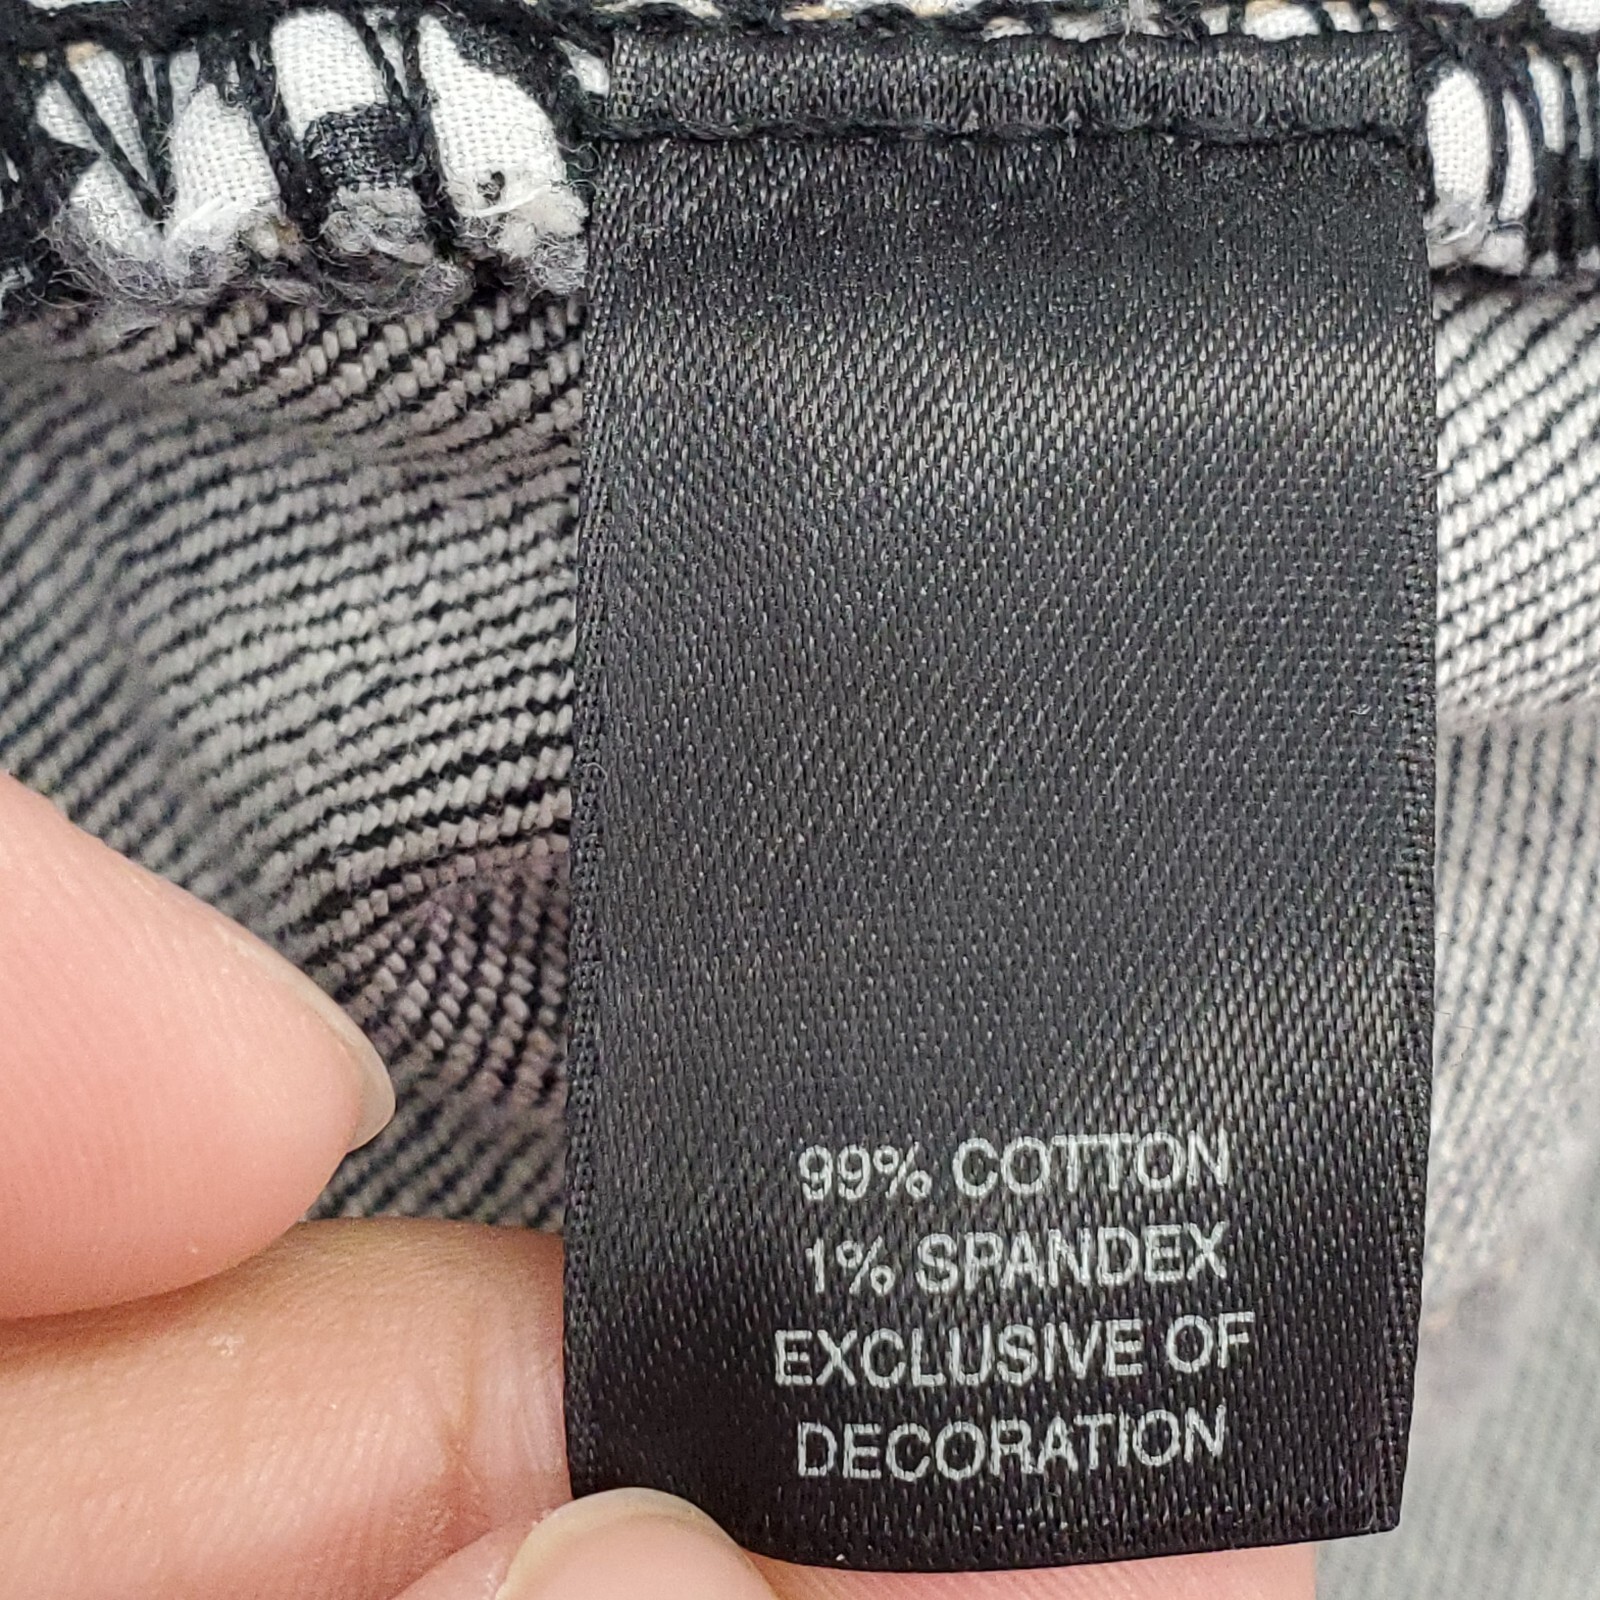 99% COTTON
1% SPANDEX
EXCLUSIVE OF
DECORATION